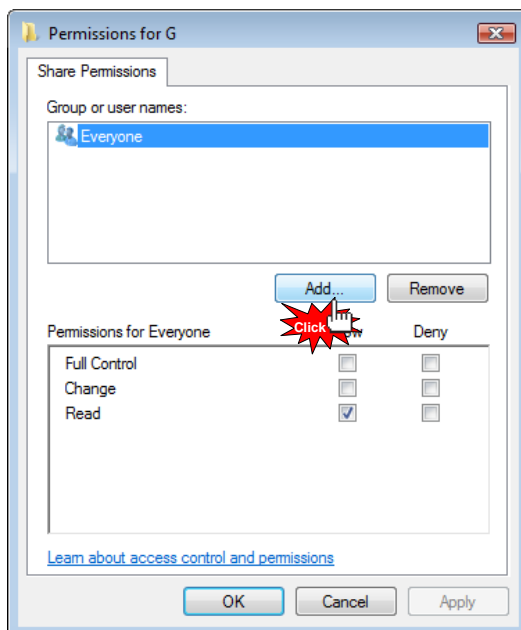 Permissions for G
Share Permissions
Group or user names:
Everyone
Add... Remove
Click
Permissions for Everyone Deny
Full Control
Change
Read
Learn about access control and permissions
OK Cancel Apply